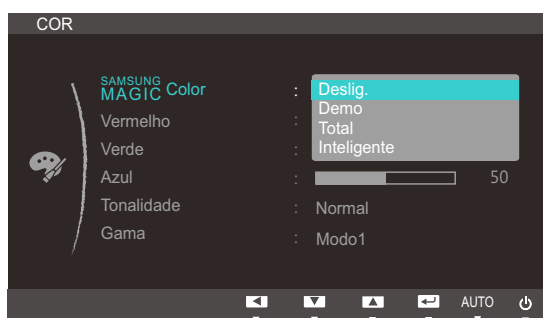 COR
SAMSUNG MAGIC Color : Deslig.
Demo
Vermelho :
Total
Verde : Inteligente
Azul : 50
Tonalidade : Normal
Gama : Modo1
AUTO